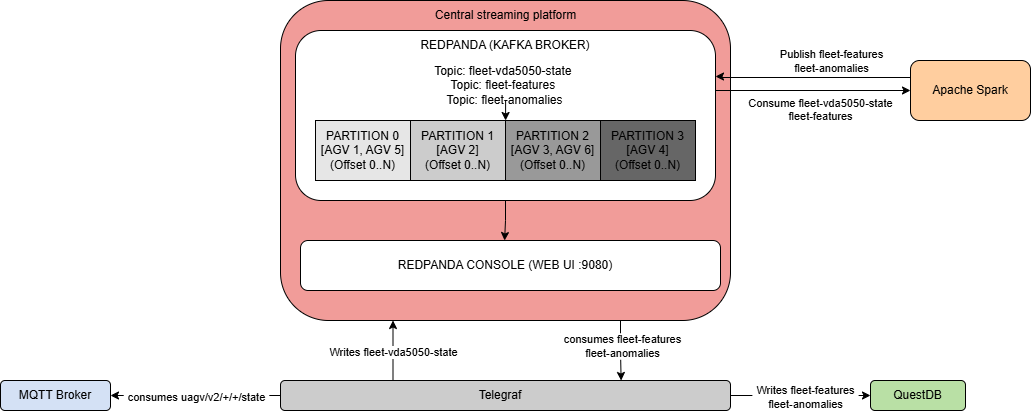 Central streaming platform
REDPANDA (KAFKA BROKER)
Topic: fleet-vda5050-state
Topic: fleet-features
Topic: fleet-anomalies
PARTITION 0
[AGV 1, AGV 5]
(Offset 0..N)
PARTITION 1
[AGV 2]
(Offset 0..N)
PARTITION 2
[AGV 3, AGV 6]
(Offset 0..N)
PARTITION 3
[AGV 4]
(Offset 0..N)
Publish fleet-features
fleet-anomalies
Apache Spark
Consume fleet-vda5050-state
fleet-features
REDPANDA CONSOLE (WEB UI :9080)
Writes fleet-vda5050-state
consumes fleet-features
fleet-anomalies
MQTT Broker
consumes uagv/v2/+/+/state
Telegraf
Writes fleet-features
fleet-anomalies
QuestDB